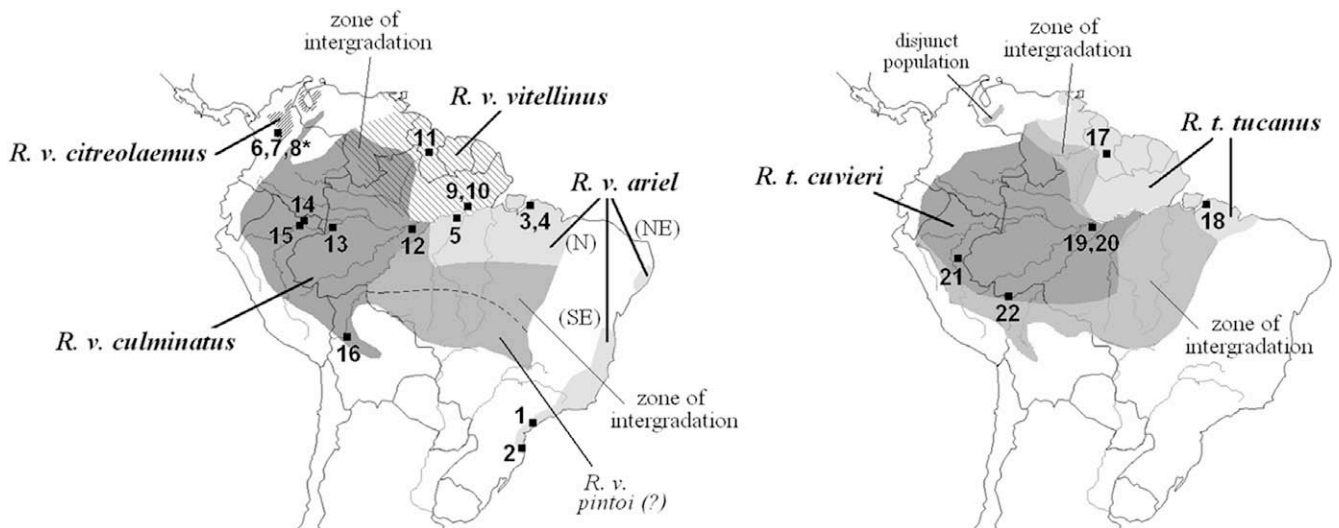 zone of
intergradation
R. v. vitellinus
R. v. citreolaemus
6,7,8*
11
9,10
R. v. ariel
14
15
13
12
5
3,4
(N)
(NE)
(SE)
R. v. culminatus
16
zone of
intergradation
1
2
R. v.
pintoi (?)
disjunct
population
zone of
intergradation
17
R. t. tucanus
R. t. cuvieri
18
19,20
21
22
zone of
intergradation